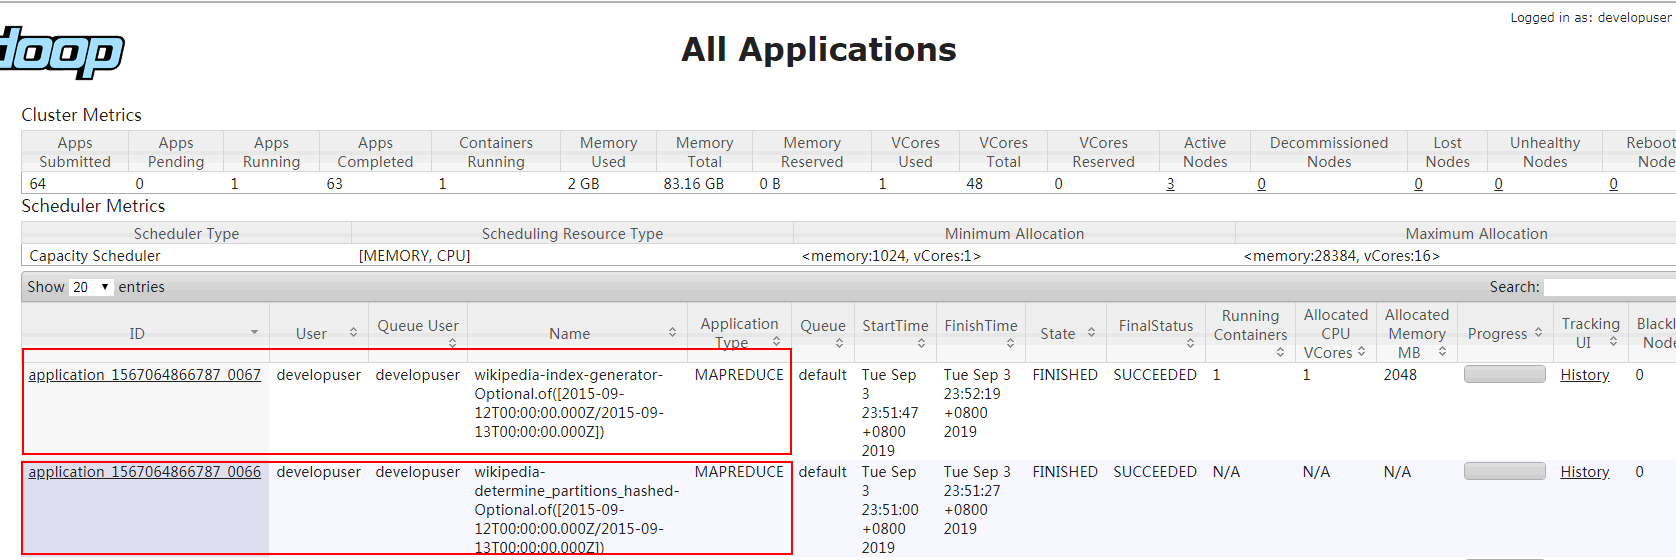 Logged in as: developuser
doop
All Applications
Cluster Metrics
Apps Submitted Apps Pending Apps Running Apps Completed Containers Running Memory Used Memory Total Memory Reserved VCores Used VCores Total VCores Reserved Active Nodes Decommissioned Nodes Lost Nodes Unhealthy Nodes Reboot Node
64 0 1 63 1 2 GB 83.16 GB 0 B 1 48 0 3 0 0 0 0
Scheduler Metrics
Scheduler Type Scheduling Resource Type Minimum Allocation Maximum Allocation
Capacity Scheduler [MEMORY, CPU] <memory:1024, vCores:1> <memory:28384, vCores:16>
Show 20 entries Search:
ID User Queue User Name Application Type Queue StartTime FinishTime State FinalStatus Running Containers Allocated CPU VCores Allocated Memory MB Progress Tracking UI Blackl Node
application_1567064866787_0067 developuser developuser wikipedia-index-generator- MAPREDUCE default Tue Sep Tue Sep 3 FINISHED SUCCEEDED 1 1 2048 History 0
Optional.of([2015-09- 3 23:52:19
12T00:00:00.000Z/2015-09- 23:51:47 +0800
13T00:00:00.000Z]) +0800 2019
2019
application_1567064866787_0066 developuser developuser wikipedia- MAPREDUCE default Tue Sep Tue Sep 3 FINISHED SUCCEEDED N/A N/A N/A History 0
determine_partitions_hashed- 3 23:51:27
Optional.of([2015-09- 23:51:00 +0800
12T00:00:00.000Z/2015-09- +0800 2019
13T00:00:00.000Z]) 2019